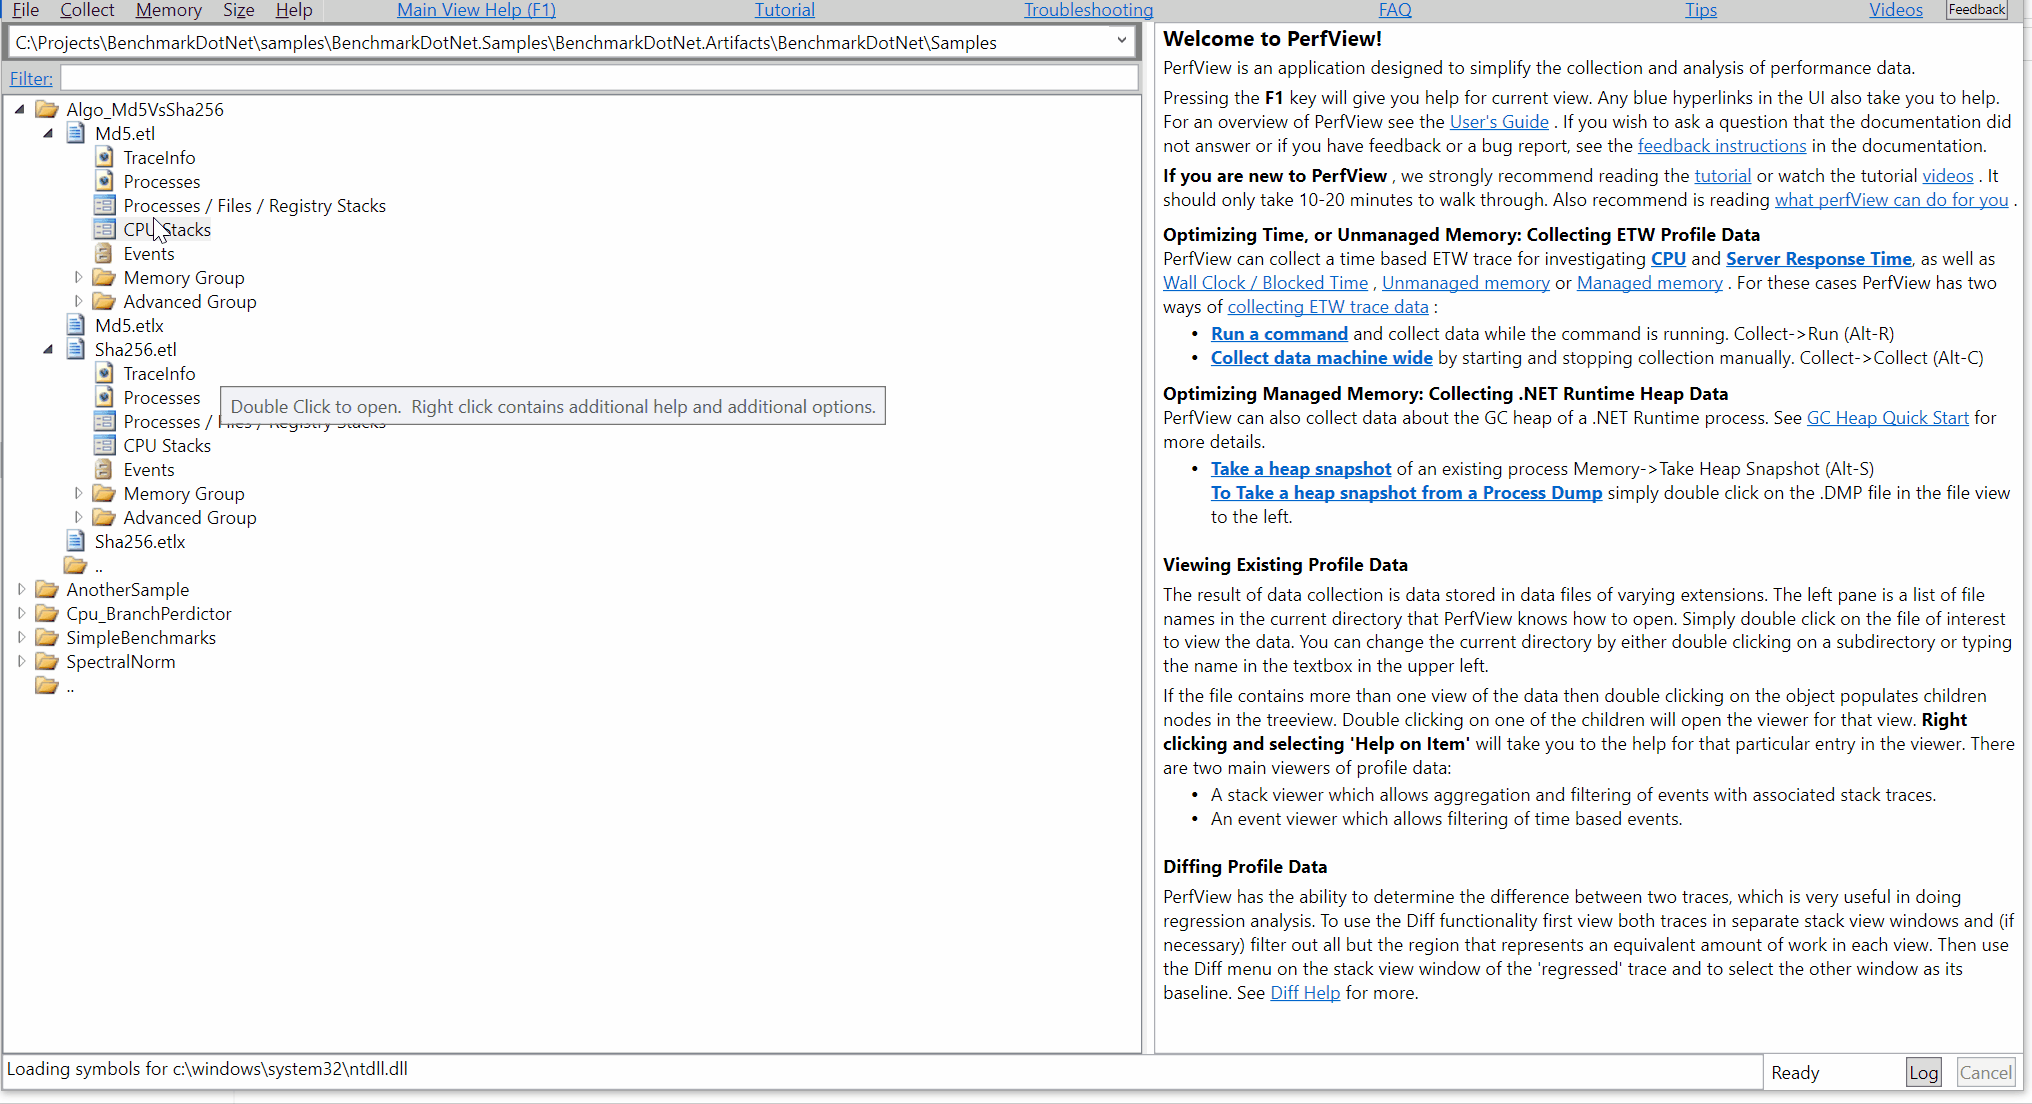 File Collect Memory Size Help Main View Help (F1) Tutorial Troubleshooting FAQ Tips Videos Feedback
C:\Projects\BenchmarkDotNet\samples\BenchmarkDotNet.Samples\BenchmarkDotNet.Artifacts\BenchmarkDotNet\Samples
Filter:
Algo_Md5VsSha256
Md5.etl
TraceInfo
Processes
Processes / Files / Registry Stacks
CPU Stacks
Events
Memory Group
Advanced Group
Md5.etlx
Sha256.etl
TraceInfo
Processes
Double Click to open.  Right click contains additional help and additional options.
Processes / Files / Registry Stacks
CPU Stacks
Events
Memory Group
Advanced Group
Sha256.etlx
..
AnotherSample
Cpu_BranchPerdictor
SimpleBenchmarks
SpectralNorm
..
Welcome to PerfView!
PerfView is an application designed to simplify the collection and analysis of performance data.
Pressing the F1 key will give you help for current view. Any blue hyperlinks in the UI also take you to help.
For an overview of PerfView see the User's Guide . If you wish to ask a question that the documentation did
not answer or if you have feedback or a bug report, see the feedback instructions in the documentation.
If you are new to PerfView , we strongly recommend reading the tutorial or watch the tutorial videos . It
should only take 10-20 minutes to walk through. Also recommend is reading what perfView can do for you .
Optimizing Time, or Unmanaged Memory: Collecting ETW Profile Data
PerfView can collect a time based ETW trace for investigating CPU and Server Response Time, as well as
Wall Clock / Blocked Time , Unmanaged memory or Managed memory . For these cases PerfView has two
ways of collecting ETW trace data :
• Run a command and collect data while the command is running. Collect->Run (Alt-R)
• Collect data machine wide by starting and stopping collection manually. Collect->Collect (Alt-C)
Optimizing Managed Memory: Collecting .NET Runtime Heap Data
PerfView can also collect data about the GC heap of a .NET Runtime process. See GC Heap Quick Start for
more details.
• Take a heap snapshot of an existing process Memory->Take Heap Snapshot (Alt-S)
To Take a heap snapshot from a Process Dump simply double click on the .DMP file in the file view
to the left.
Viewing Existing Profile Data
The result of data collection is data stored in data files of varying extensions. The left pane is a list of file
names in the current directory that PerfView knows how to open. Simply double click on the file of interest
to view the data. You can change the current directory by either double clicking on a subdirectory or typing
the name in the textbox in the upper left.
If the file contains more than one view of the data then double clicking on the object populates children
nodes in the treeview. Double clicking on one of the children will open the viewer for that view. Right
clicking and selecting 'Help on Item' will take you to the help for that particular entry in the viewer. There
are two main viewers of profile data:
• A stack viewer which allows aggregation and filtering of events with associated stack traces.
• An event viewer which allows filtering of time based events.
Diffing Profile Data
PerfView has the ability to determine the difference between two traces, which is very useful in doing
regression analysis. To use the Diff functionality first view both traces in separate stack view windows and (if
necessary) filter out all but the region that represents an equivalent amount of work in each view. Then use
the Diff menu on the stack view window of the 'regressed' trace and to select the other window as its
baseline. See Diff Help for more.
Loading symbols for c:\windows\system32\ntdll.dll
Ready Log Cancel